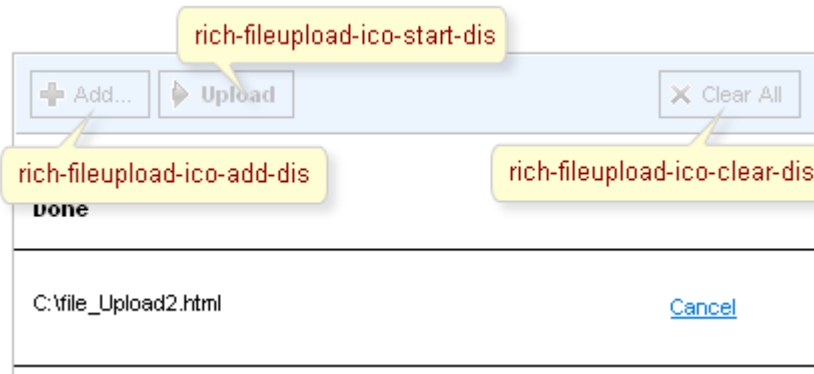 rich-fileupload-ico-start-dis
Add... Upload Clear All
rich-fileupload-ico-add-dis rich-fileupload-ico-clear-dis
Done
C:\file_Upload2.html Cancel